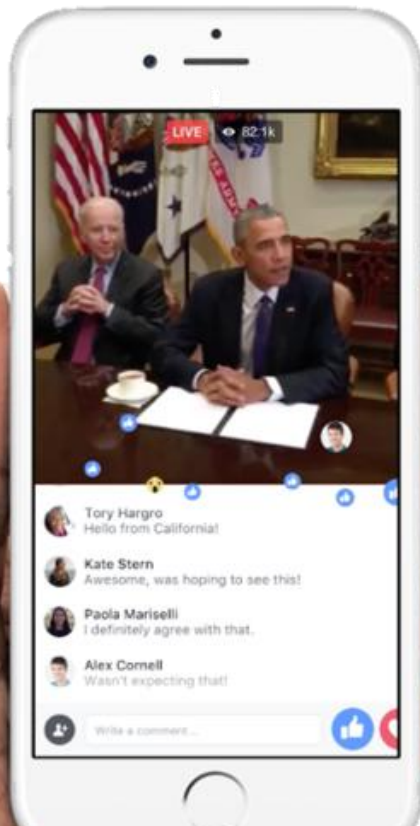 LIVE 82.1k
Tory Hargro
Hello from California!
Kate Stern
Awesome, was hoping to see this!
Paola Mariselli
I definitely agree with that.
Alex Cornell
Wasn't expecting that!
Write a comment...